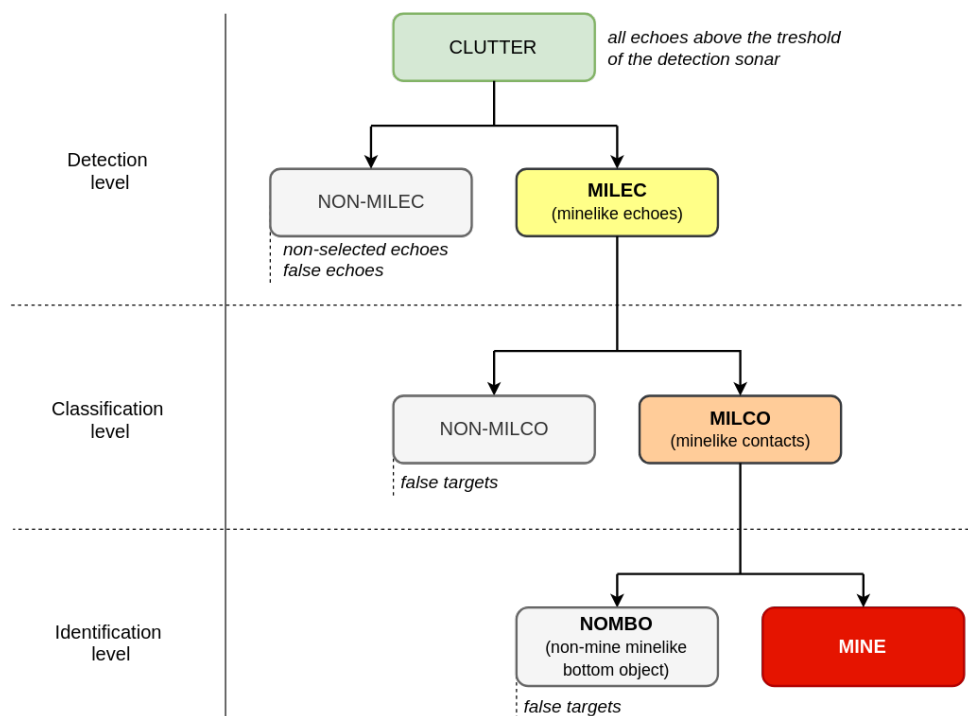 CLUTTER
all echoes above the treshold
of the detection sonar
Detection
level
NON-MILEC
MILEC
(minelike echoes)
non-selected echoes
false echoes
Classification
level
NON-MILCO
MILCO
(minelike contacts)
false targets
Identification
level
NOMBO
(non-mine minelike
bottom object)
MINE
false targets